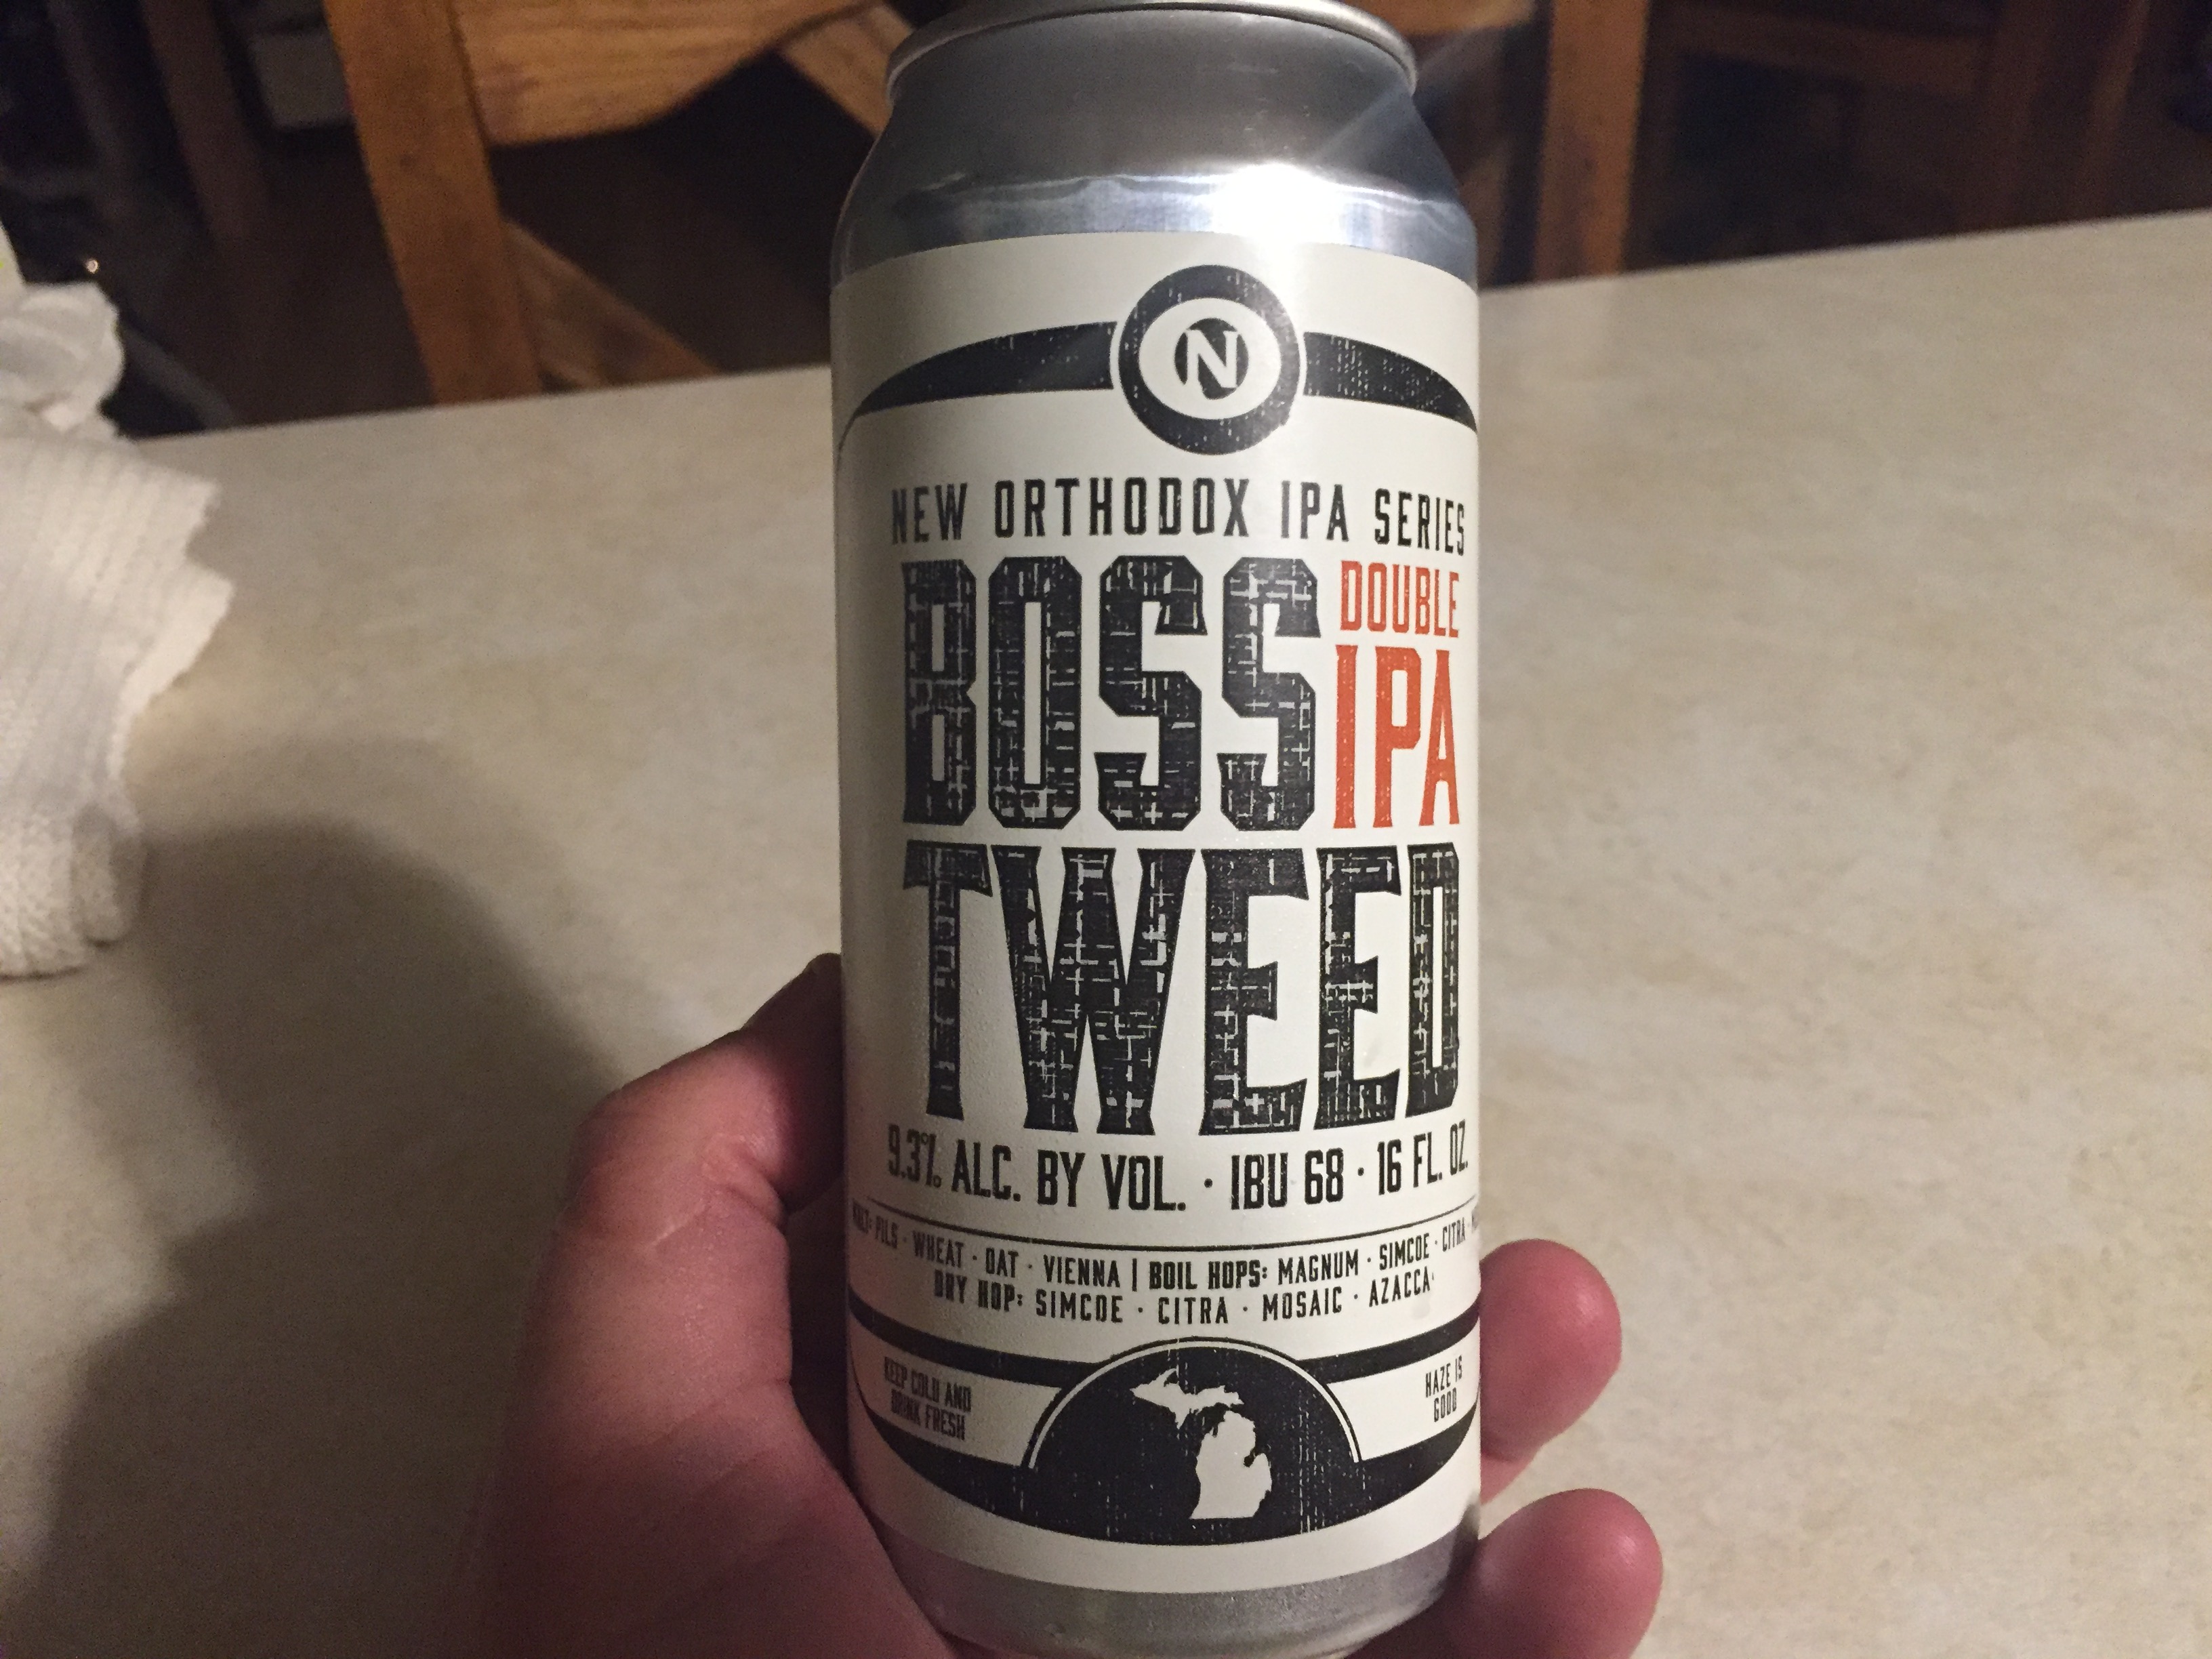 N
NEW ORTHODOX IPA SERIES
BOSS
DOUBLE
IPA
TWEED
9.3% ALC. BY VOL. · IBU 68 · 16 FL. OZ.
PILS · WHEAT · OAT · VIENNA | BOIL HOPS: MAGNUM · SIMCOE · CITRA ·
DRY HOP: SIMCOE · CITRA · MOSAIC · AZACCA
KEEP COLD AND
DRINK FRESH
HAZE IS
GOOD